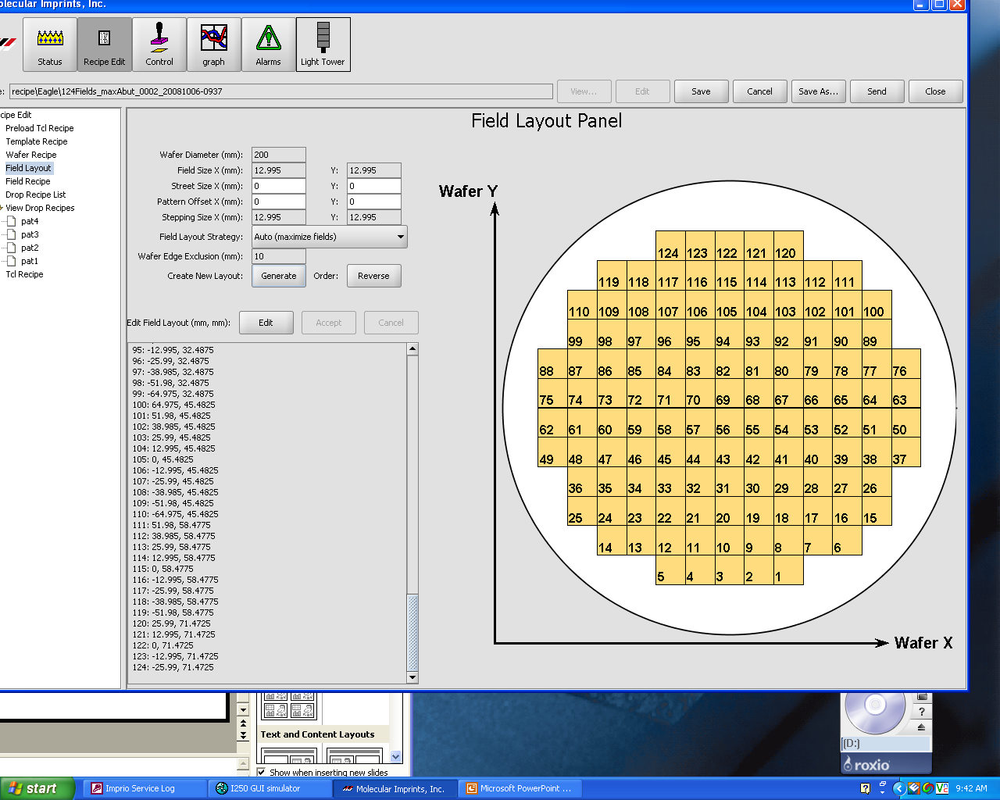 olecular Imprints, Inc.
Status
Recipe Edit
Control
graph
Alarms
Light Tower
e:
recipe\Eagle\124Fields_maxAbut_0002_20081006-0937
View...
Edit
Save
Cancel
Save As...
Send
Close
cipe Edit
Preload Tcl Recipe
Template Recipe
Wafer Recipe
Field Layout
Field Recipe
Drop Recipe List
View Drop Recipes
pat4
pat3
pat2
pat1
Tcl Recipe
Field Layout Panel
Wafer Diameter (mm): 200
Field Size X (mm): 12.995 Y: 12.995
Street Size X (mm): 0 Y: 0
Pattern Offset X (mm): 0 Y: 0
Stepping Size X (mm): 12.995 Y: 12.995
Field Layout Strategy: Auto (maximize fields)
Wafer Edge Exclusion (mm): 10
Create New Layout: Generate Order: Reverse
Edit Field Layout (mm, mm): Edit Accept Cancel
95: -12.995, 32.4875
96: -25.99, 32.4875
97: -38.985, 32.4875
98: -51.98, 32.4875
99: -64.975, 32.4875
100: 64.975, 45.4825
101: 51.98, 45.4825
102: 38.985, 45.4825
103: 25.99, 45.4825
104: 12.995, 45.4825
105: 0, 45.4825
106: -12.995, 45.4825
107: -25.99, 45.4825
108: -38.985, 45.4825
109: -51.98, 45.4825
110: -64.975, 45.4825
111: 51.98, 58.4775
112: 38.985, 58.4775
113: 25.99, 58.4775
114: 12.995, 58.4775
115: 0, 58.4775
116: -12.995, 58.4775
117: -25.99, 58.4775
118: -38.985, 58.4775
119: -51.98, 58.4775
120: 25.99, 71.4725
121: 12.995, 71.4725
122: 0, 71.4725
123: -12.995, 71.4725
124: -25.99, 71.4725
Wafer Y
124 123 122 121 120
119 118 117 116 115 114 113 112 111
110 109 108 107 106 105 104 103 102 101 100
99 98 97 96 95 94 93 92 91 90 89
88 87 86 85 84 83 82 81 80 79 78 77 76
75 74 73 72 71 70 69 68 67 66 65 64 63
62 61 60 59 58 57 56 55 54 53 52 51 50
49 48 47 46 45 44 43 42 41 40 39 38 37
36 35 34 33 32 31 30 29 28 27 26
25 24 23 22 21 20 19 18 17 16 15
14 13 12 11 10 9 8 7 6
5 4 3 2 1
Wafer X
Text and Content Layouts
Show when inserting new slides
?
(D:)
roxio
start
Imprio Service Log
I250 GUI simulator
Molecular Imprints, Inc.
Microsoft PowerPoint ...
9:42 AM